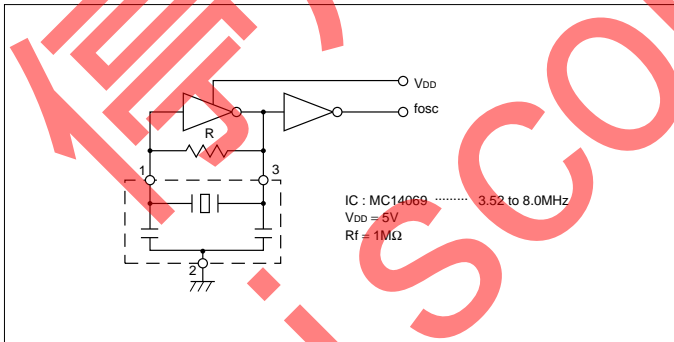 VDD
fosc
R
1
3
IC : MC14069 ········· 3.52 to 8.0MHz
VDD = 5V
Rf = 1MΩ
2